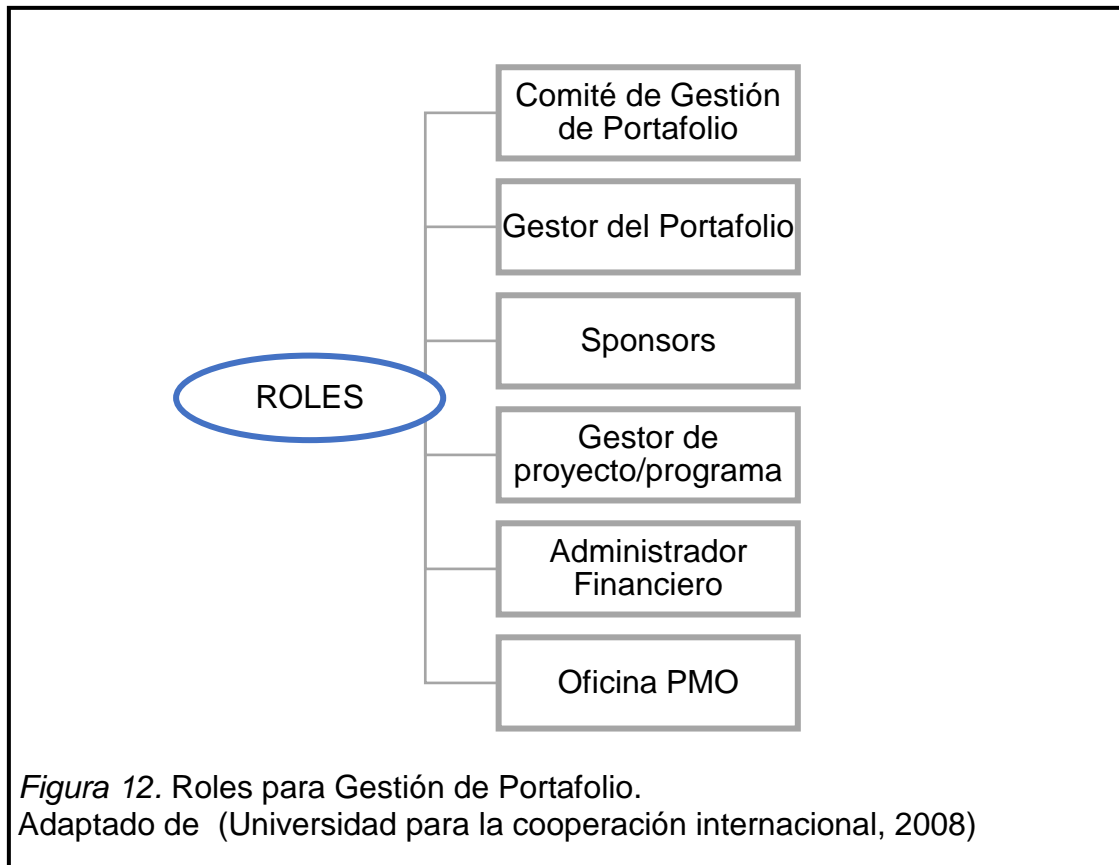 Comité de Gestión
de Portafolio
Gestor del Portafolio
Sponsors
ROLES
Gestor de
proyecto/programa
Administrador
Financiero
Oficina PMO
Figura 12. Roles para Gestión de Portafolio.
Adaptado de (Universidad para la cooperación internacional, 2008)